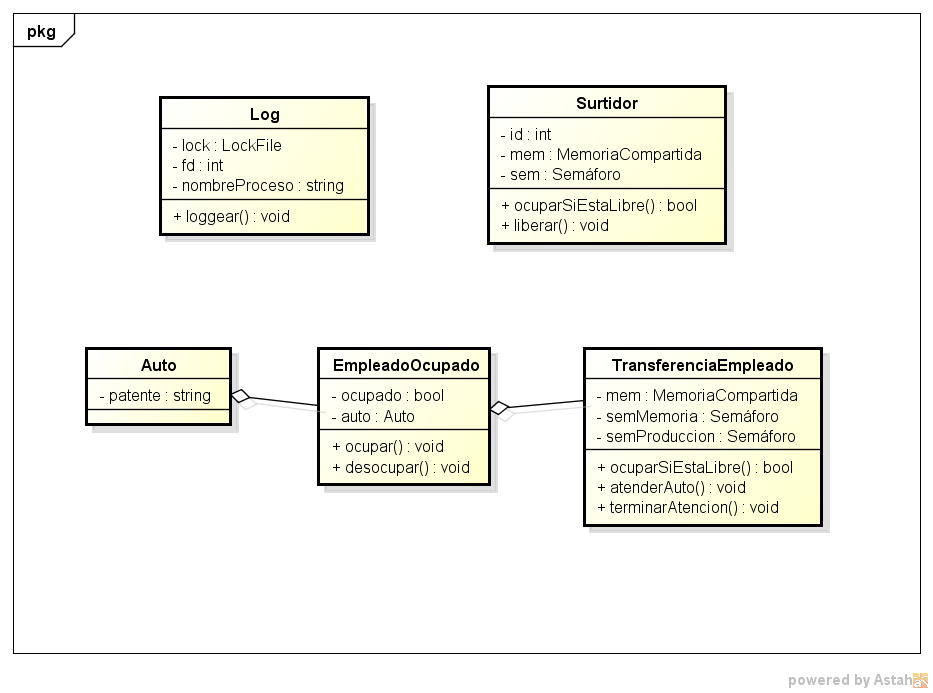 pkg
Log
- lock : LockFile
- fd : int
- nombreProceso : string
+ loggear() : void
Surtidor
- id : int
- mem : MemoriaCompartida
- sem : Semáforo
+ ocuparSiEstaLibre() : bool
+ liberar() : void
Auto
- patente : string
EmpleadoOcupado
- ocupado : bool
- auto : Auto
+ ocupar() : void
+ desocupar() : void
TransferenciaEmpleado
- mem : MemoriaCompartida
- semMemoria : Semáforo
- semProduccion : Semáforo
+ ocuparSiEstaLibre() : bool
+ atenderAuto() : void
+ terminarAtencion() : void
powered by Astah